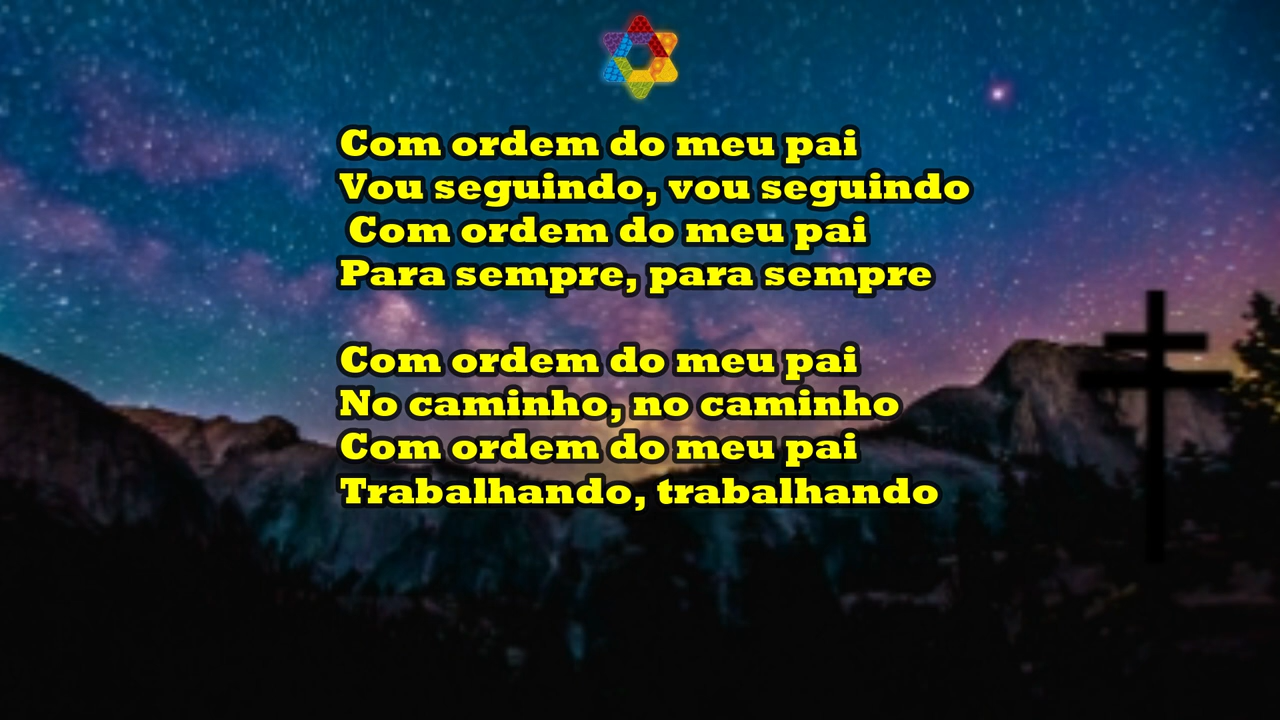 Com ordem do meu pai
Vou seguindo, vou seguindo
Com ordem do meu pai
Para sempre, para sempre

Com ordem do meu pai
No caminho, no caminho
Com ordem do meu pai
Trabalhando, trabalhando